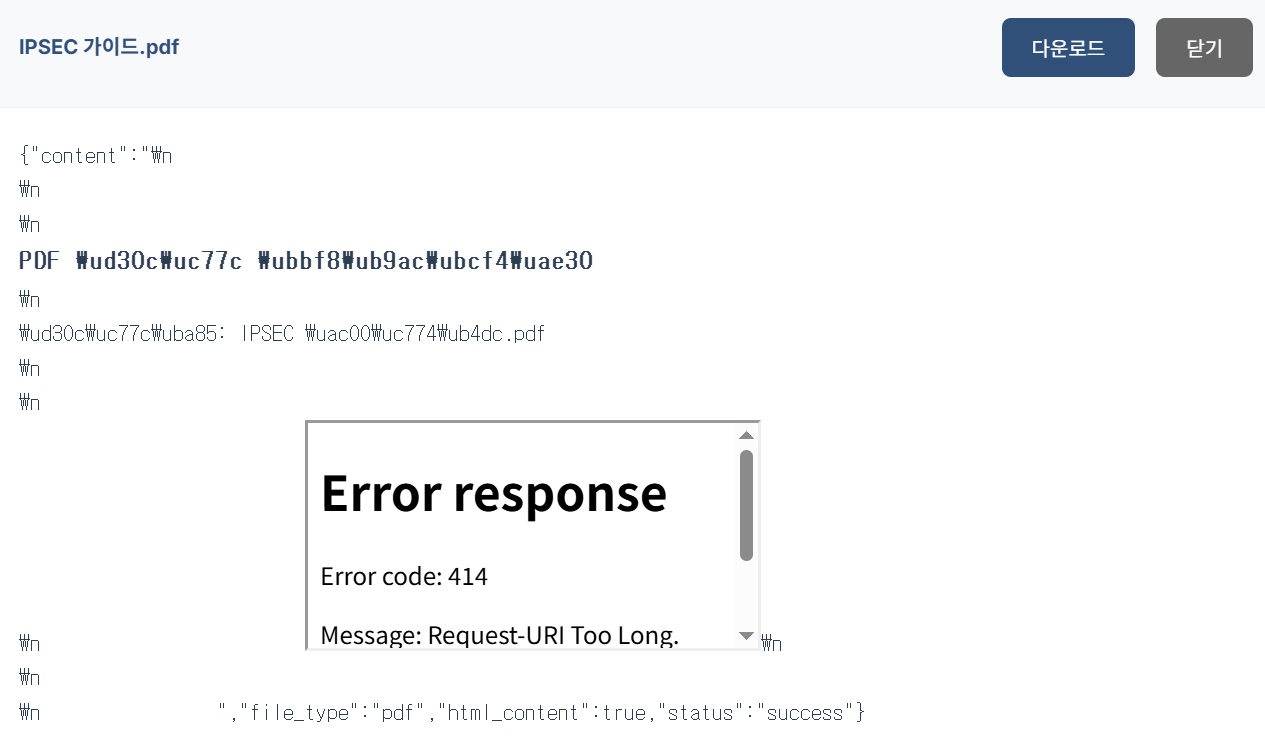 IPSEC 가이드.pdf
다운로드
닫기
{"content":"₩n
₩n
₩n
PDF ₩ud30c₩uc77c ₩ubbf8₩ub9ac₩ubcf4₩uae30
₩n
₩ud30c₩uc77c₩uba85: IPSEC ₩uac00₩uc774₩ub4dc.pdf
₩n
₩n
Error response
Error code: 414
Message: Request-URI Too Long.
₩n ₩n
₩n
₩n ","file_type":"pdf","html_content":true,"status":"success"}